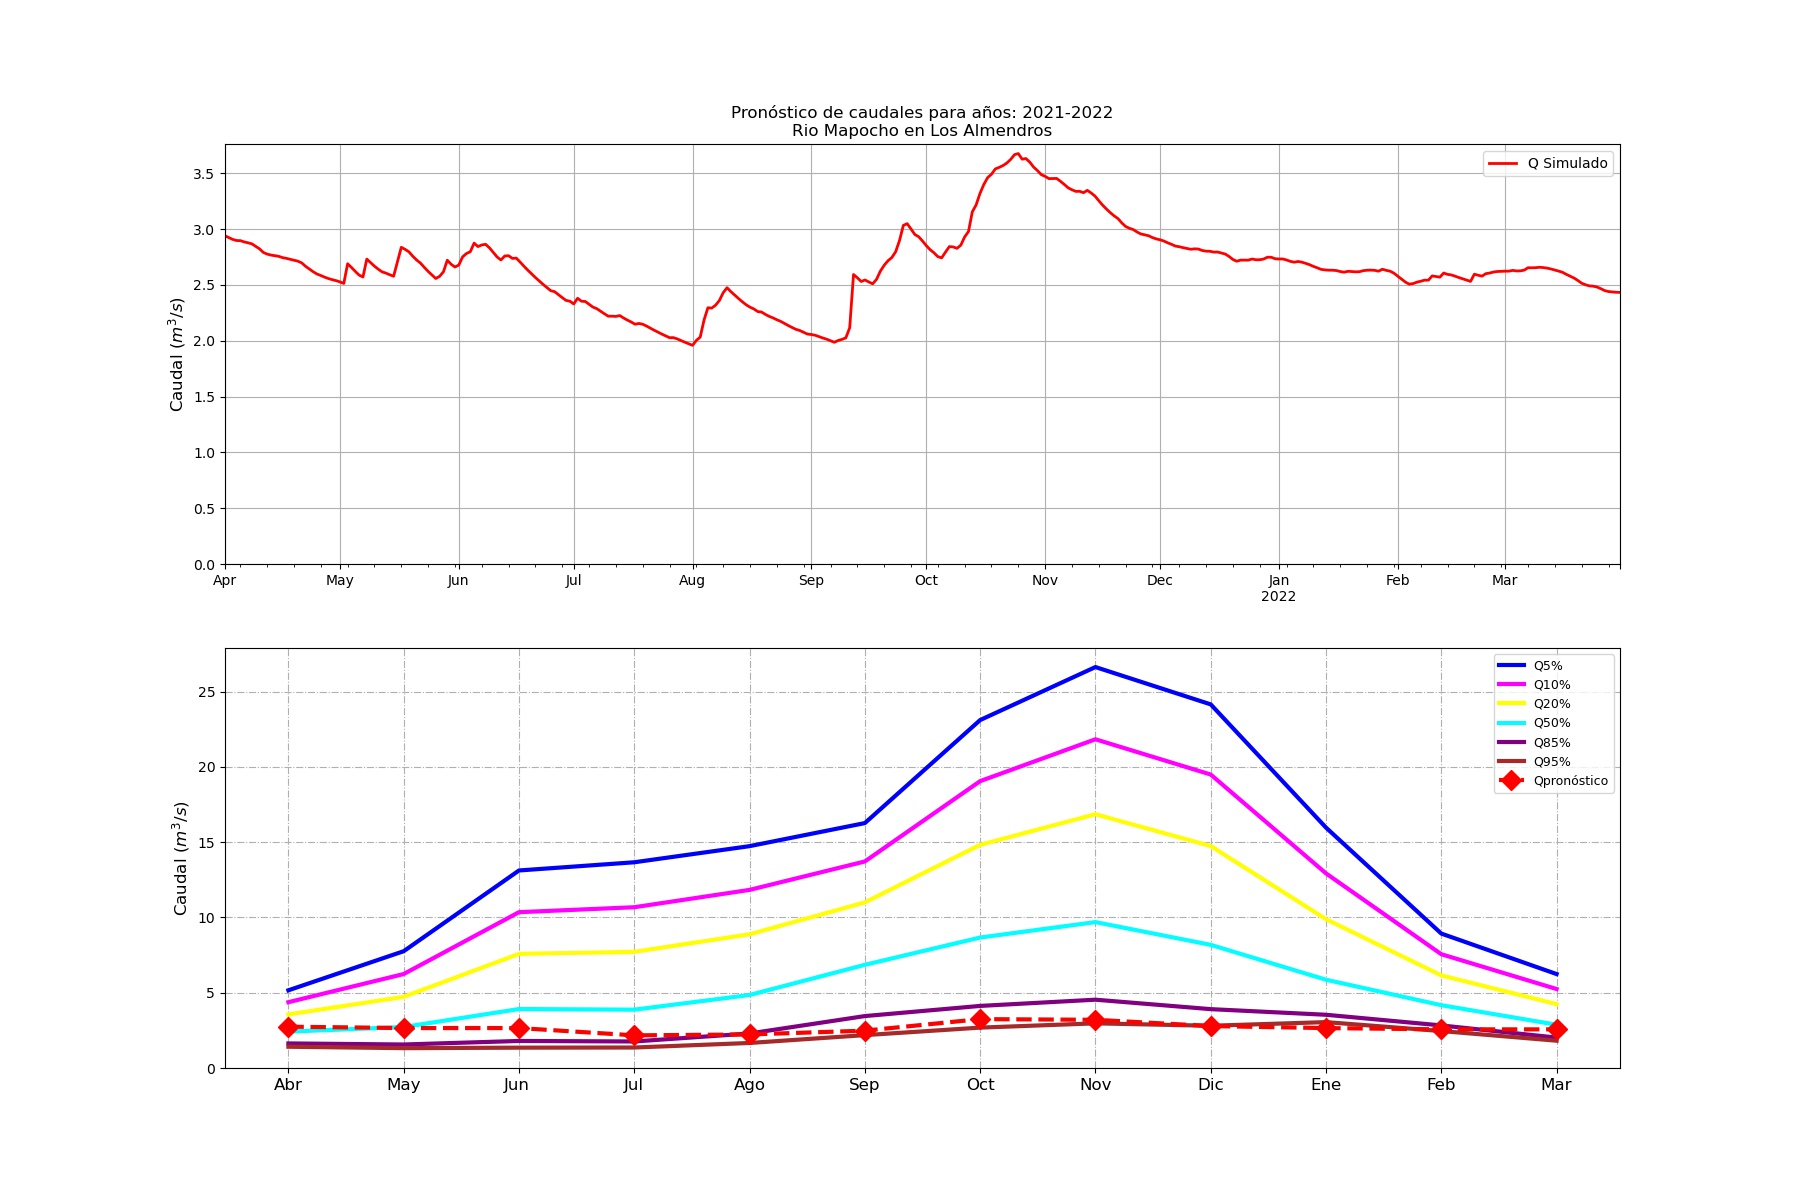 Pronóstico de caudales para años: 2021-2022
Rio Mapocho en Los Almendros
Q Simulado
Caudal (m³/s)
3.5
3.0
2.5
2.0
1.5
1.0
0.5
0.0
Apr May Jun Jul Aug Sep Oct Nov Dec Jan Feb Mar
2022
Q5%
Q10%
Q20%
Q50%
Q85%
Q95%
Qpronóstico
Caudal (m³/s)
25
20
15
10
5
0
Abr May Jun Jul Ago Sep Oct Nov Dic Ene Feb Mar